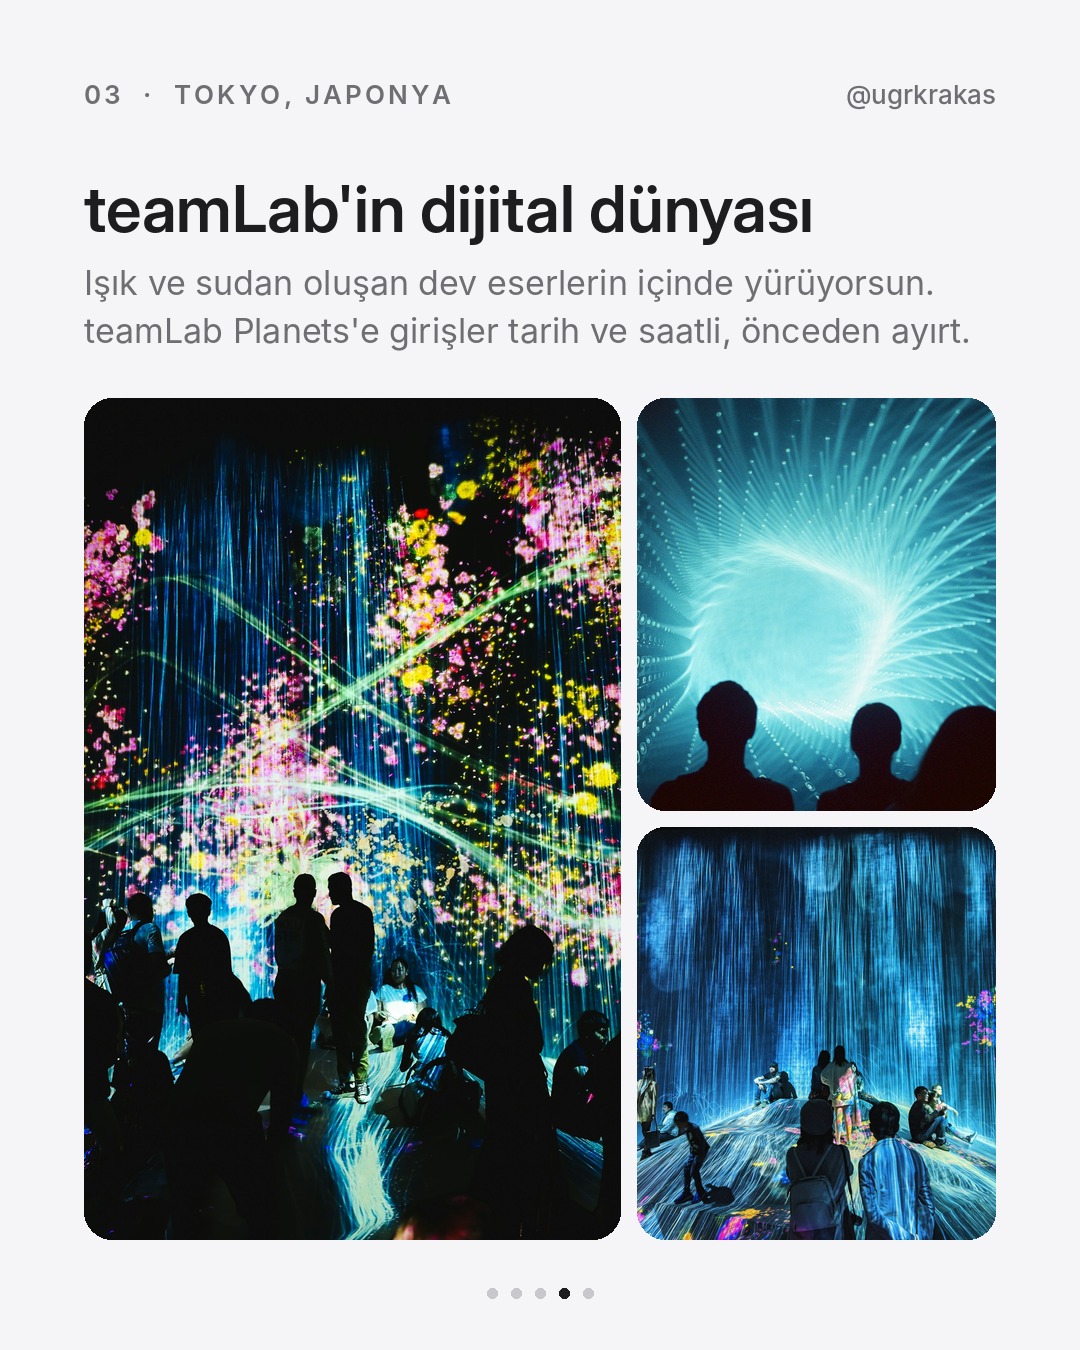 03 · TOKYO, JAPONYA
@ugrkrakas
teamLab'in dijital dünyası
Işık ve sudan oluşan dev eserlerin içinde yürüyorsun.
teamLab Planets'e girişler tarih ve saatli, önceden ayırt.